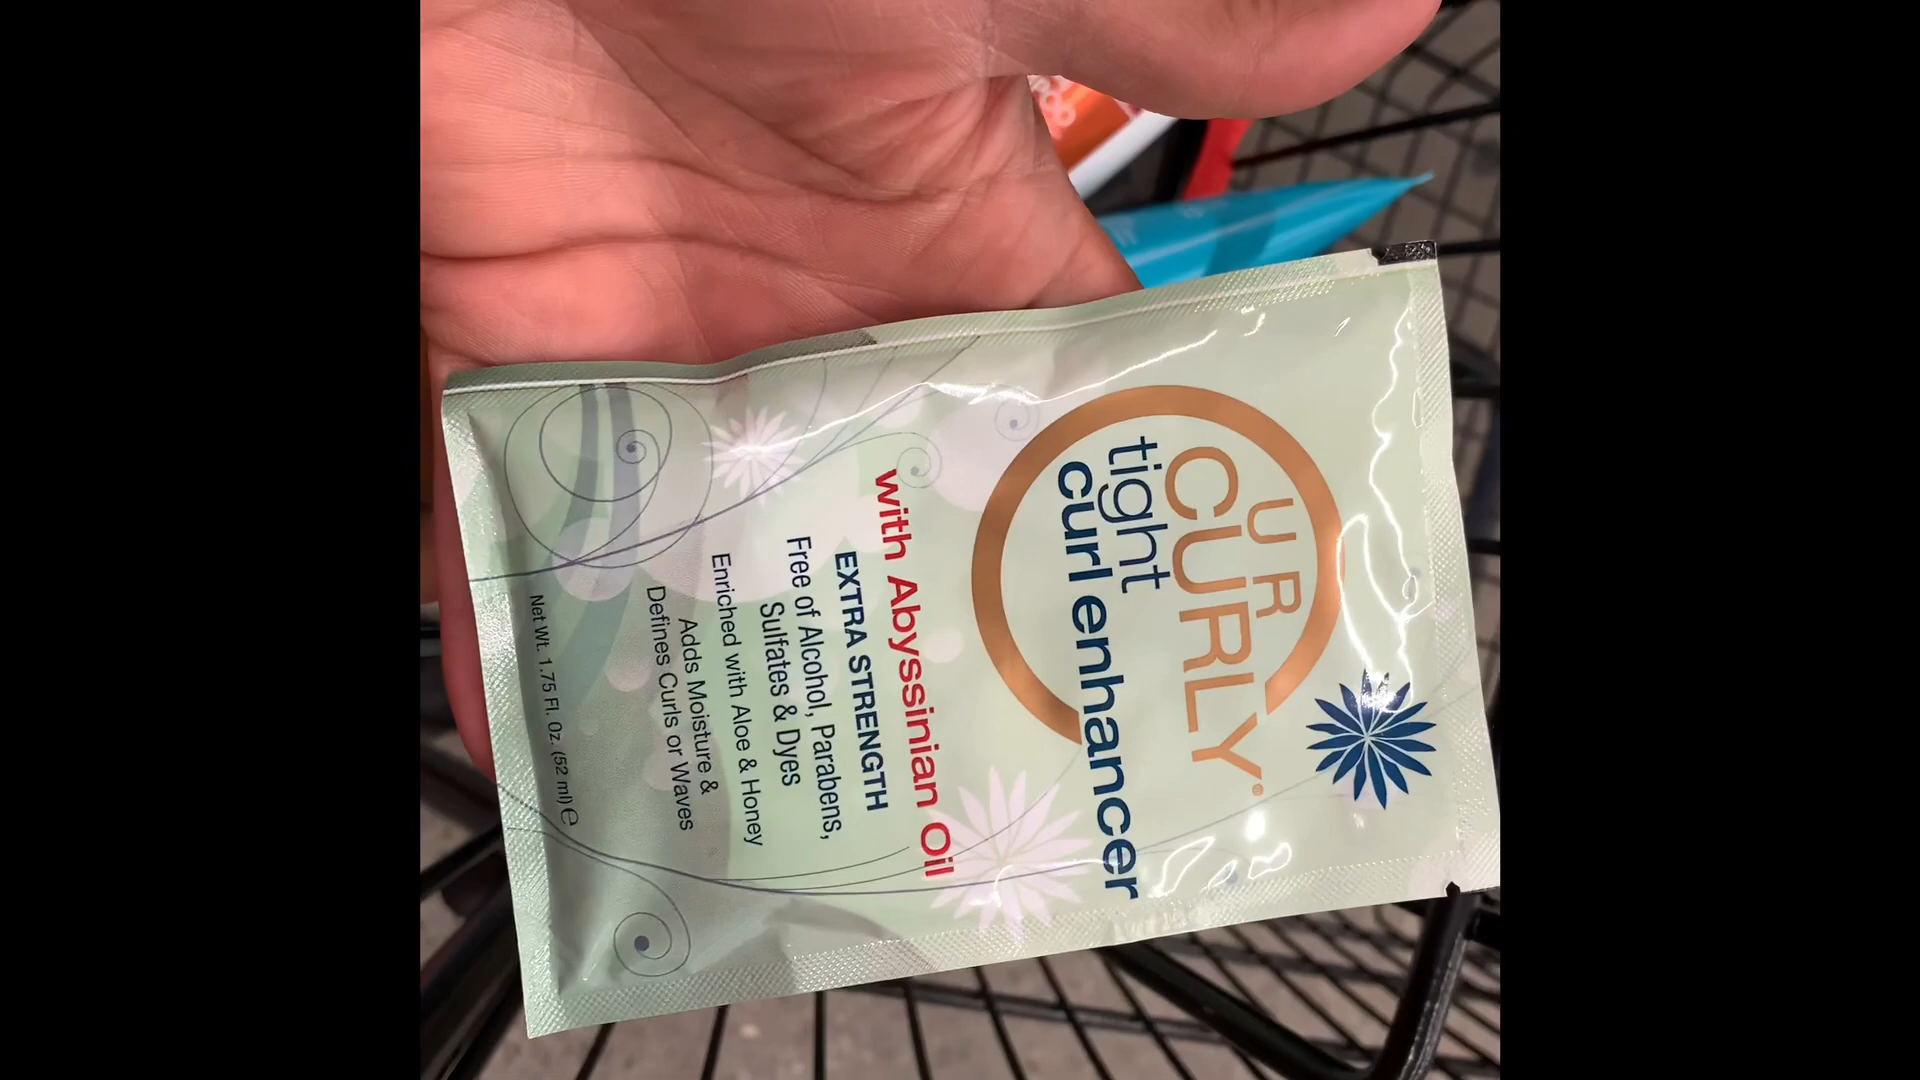 UR
CURLY
tight
curl enhancer
with Abyssinian Oil
EXTRA STRENGTH
Free of Alcohol, Parabens,
Sulfates & Dyes
Enriched with Aloe & Honey
Adds Moisture &
Defines Curls or Waves
Net Wt. 1.75 Fl. Oz. (52 ml) ℮